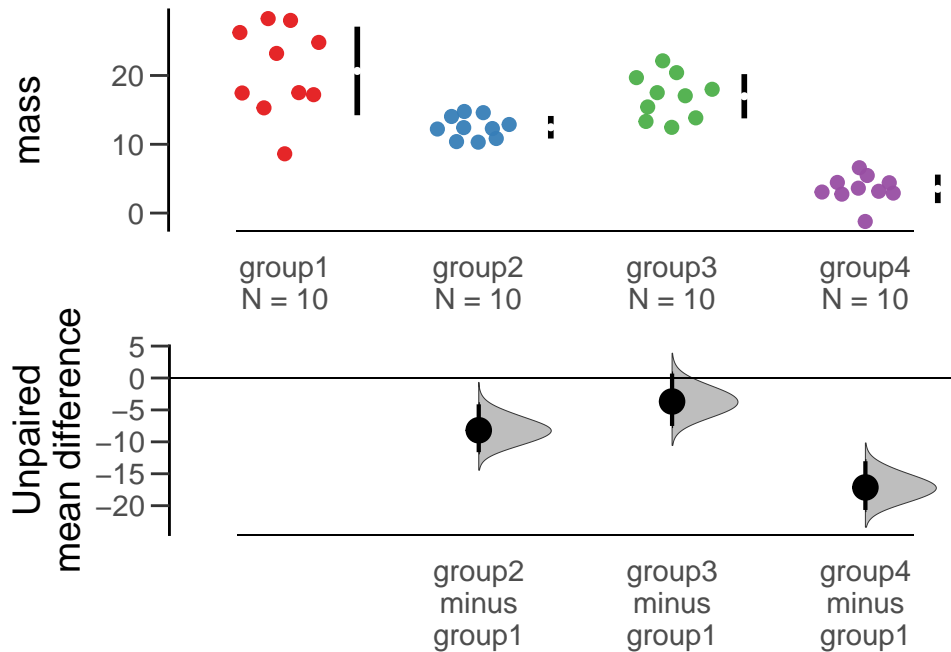 mass
20
10
0
group1
N = 10
group2
N = 10
group3
N = 10
group4
N = 10
Unpaired
mean difference
5
0
−5
−10
−15
−20
group2
minus
group1
group3
minus
group1
group4
minus
group1